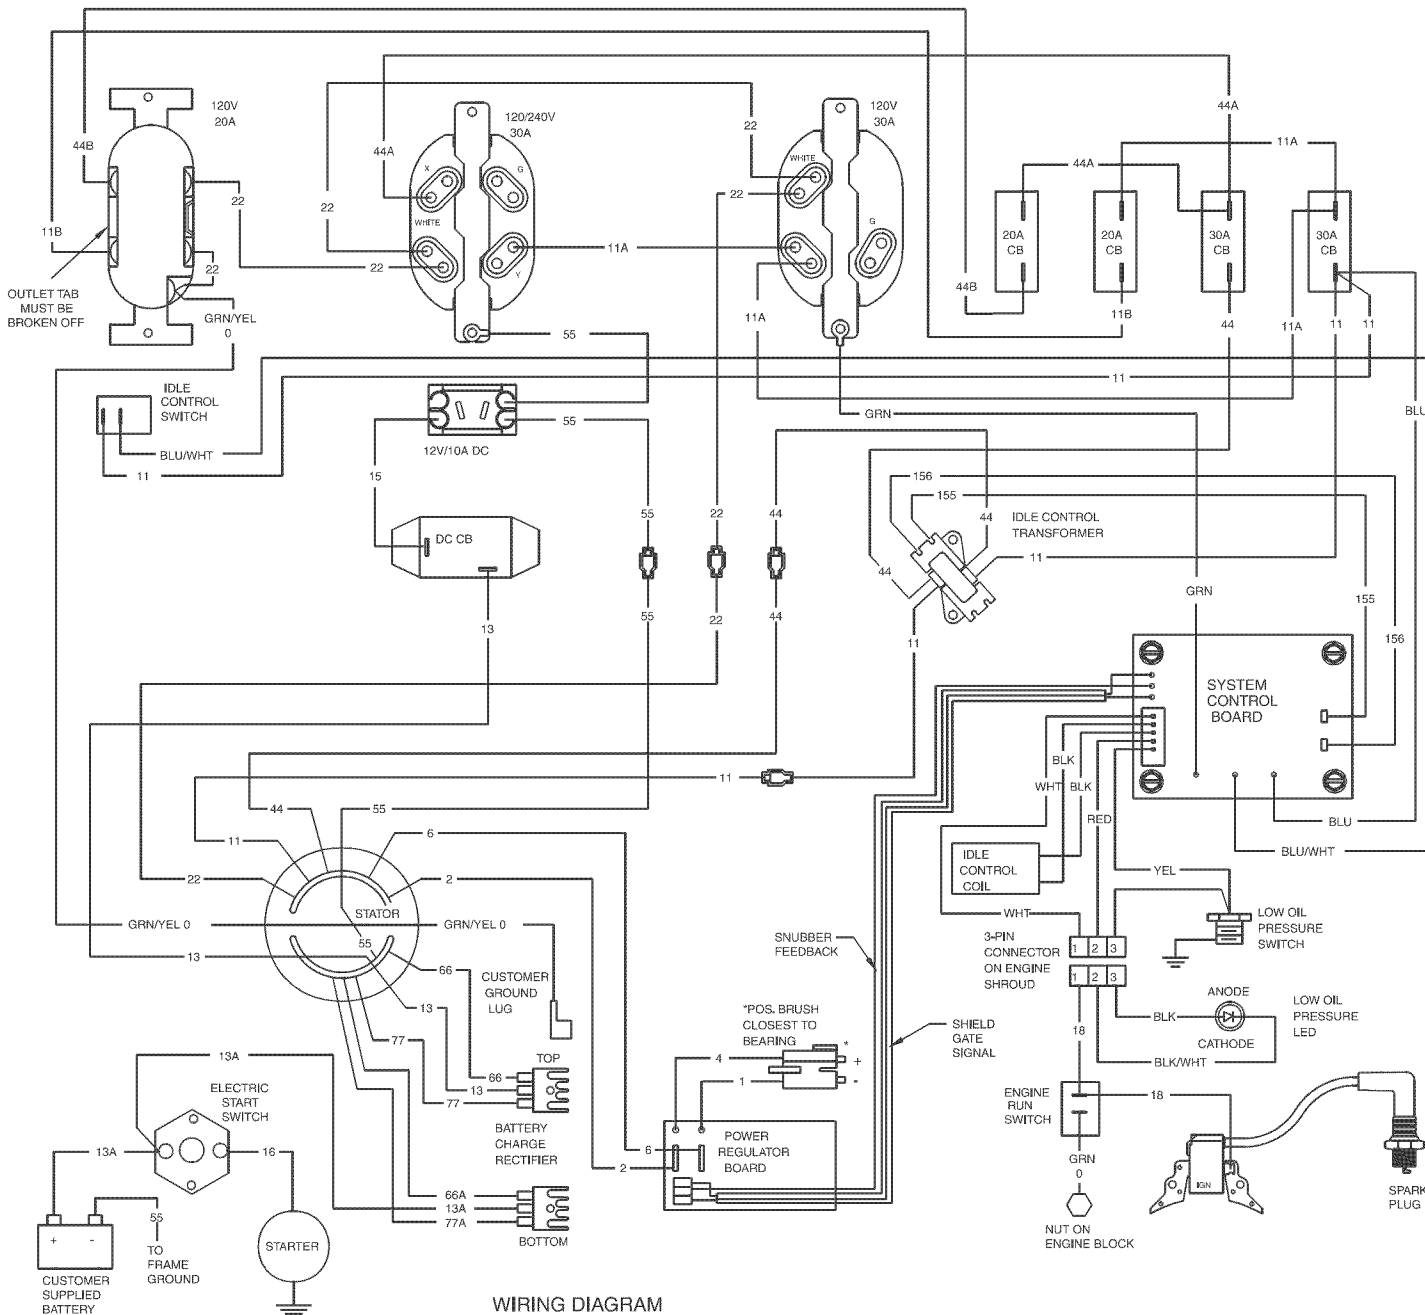 120V
20A
120/240V
30A
120V
30A
44B
44A
22
44A
11A
44A
X
G
WHITE
WHITE
22
22
22
11B
11A
G
Y
22
22
20A
CB
20A
CB
30A
CB
30A
CB
OUTLET TAB
MUST BE
BROKEN OFF
GRN/YEL
0
55
44B
11A
11B
44
11A
11
11
IDLE
CONTROL
SWITCH
11
BLU/WHT
11
55
12V/10A DC
GRN
BLU
15
156
155
55
22
44
44
IDLE CONTROL
TRANSFORMER
DC CB
11
44
GRN
155
13
55
22
44
11
156
SYSTEM
CONTROL
BOARD
BLK
WHT
BLK
RED
11
44
55
6
11
BLU
BLU/WHT
22
2
STATOR
IDLE
CONTROL
COIL
YEL
GRN/YEL 0
GRN/YEL 0
WHT
LOW OIL
PRESSURE
SWITCH
55
13
66
SNUBBER
FEEDBACK
3-PIN
CONNECTOR
ON ENGINE
SHROUD
1 2 3
1 2 3
CUSTOMER
GROUND
LUG
13
77
*POS. BRUSH
CLOSEST TO
BEARING
*
+
-
SHIELD
GATE
SIGNAL
18
BLK
ANODE
CATHODE
LOW OIL
PRESSURE
LED
BLK/WHT
13A
TOP
66
13
77
4
1
ELECTRIC
START
SWITCH
BATTERY
CHARGE
RECTIFIER
ENGINE
RUN
SWITCH
18
POWER
REGULATOR
BOARD
6
2
13A
16
GRN
0
IGN
SPARK
PLUG
66A
13A
77A
BOTTOM
55
TO
FRAME
GROUND
+
-
STARTER
NUT ON
ENGINE BLOCK
CUSTOMER
SUPPLIED
BATTERY
WIRING DIAGRAM